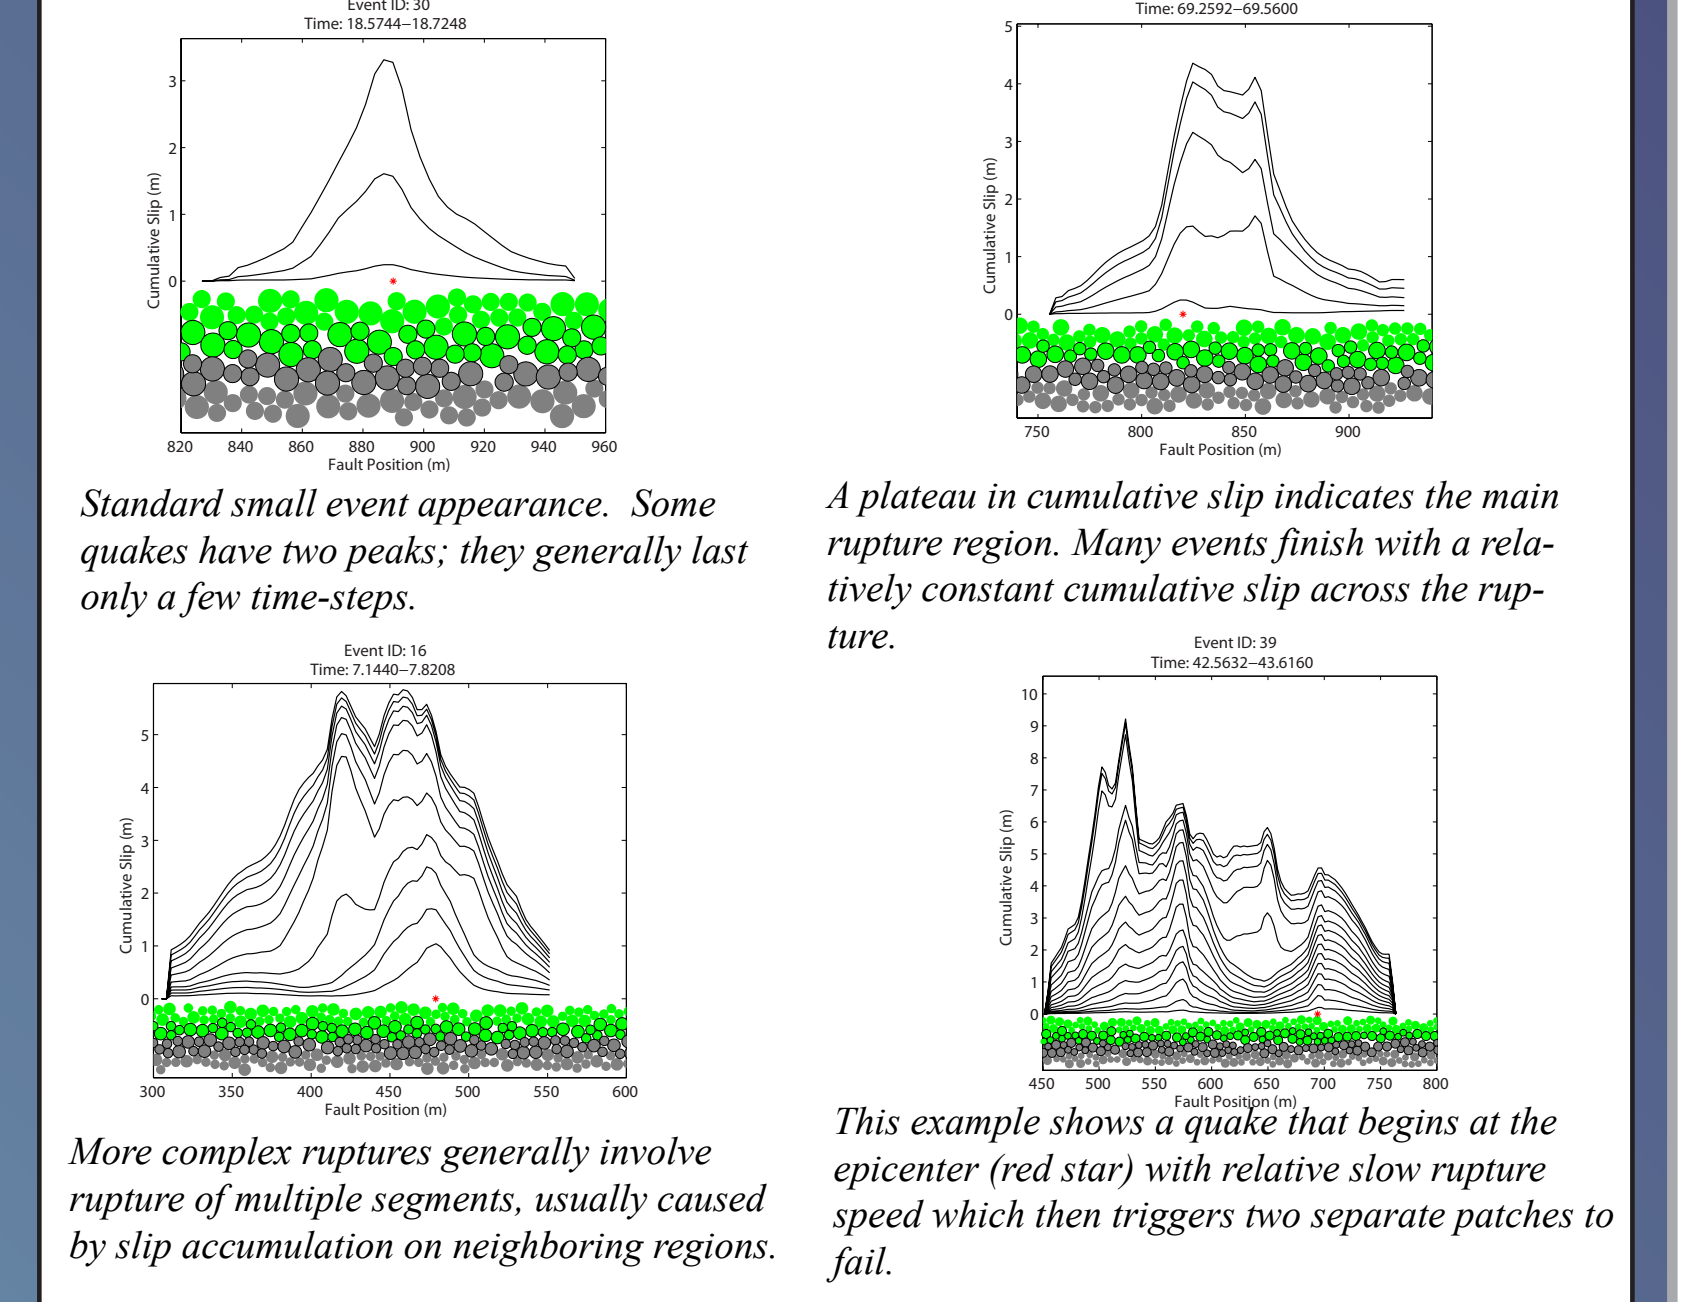 Event ID: 30
Time: 18.5744–18.7248
3
2
1
0
Cumulative Slip (m)
820 840 860 880 900 920 940 960
Fault Position (m)
Standard small event appearance. Some
quakes have two peaks; they generally last
only a few time-steps.
Time: 69.2592–69.5600
5
4
3
2
1
0
Cumulative Slip (m)
750 800 850 900
Fault Position (m)
A plateau in cumulative slip indicates the main
rupture region. Many events finish with a rela-
tively constant cumulative slip across the rup-
ture.
Event ID: 16
Time: 7.1440–7.8208
5
4
3
2
1
0
Cumulative Slip (m)
300 350 400 450 500 550 600
Fault Position (m)
More complex ruptures generally involve
rupture of multiple segments, usually caused
by slip accumulation on neighboring regions.
Event ID: 39
Time: 42.5632–43.6160
10
9
8
7
6
5
4
3
2
1
0
Cumulative Slip (m)
450 500 550 600 650 700 750 800
Fault Position (m)
This example shows a quake that begins at the
epicenter (red star) with relative slow rupture
speed which then triggers two separate patches to
fail.